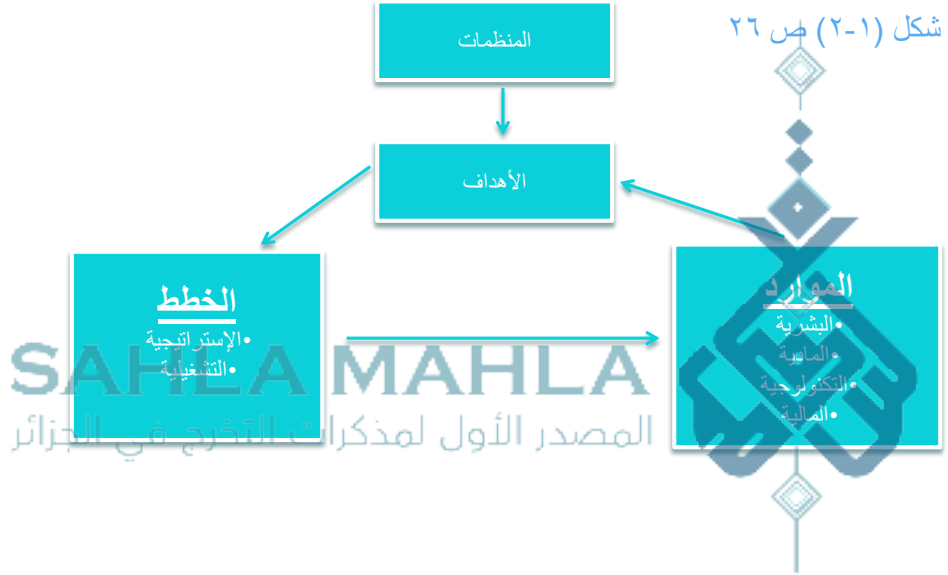 شكل (١-٢) ص ٢٦
المنظمات
الأهداف
الموارد
•البشرية
•المادية
•التكنولوجية
•المالية
الخطط
•الإستراتيجية
•التشغيلية
SAHLA MAHLA
المصدر الأول لمذكرات التخرج في الجزائر